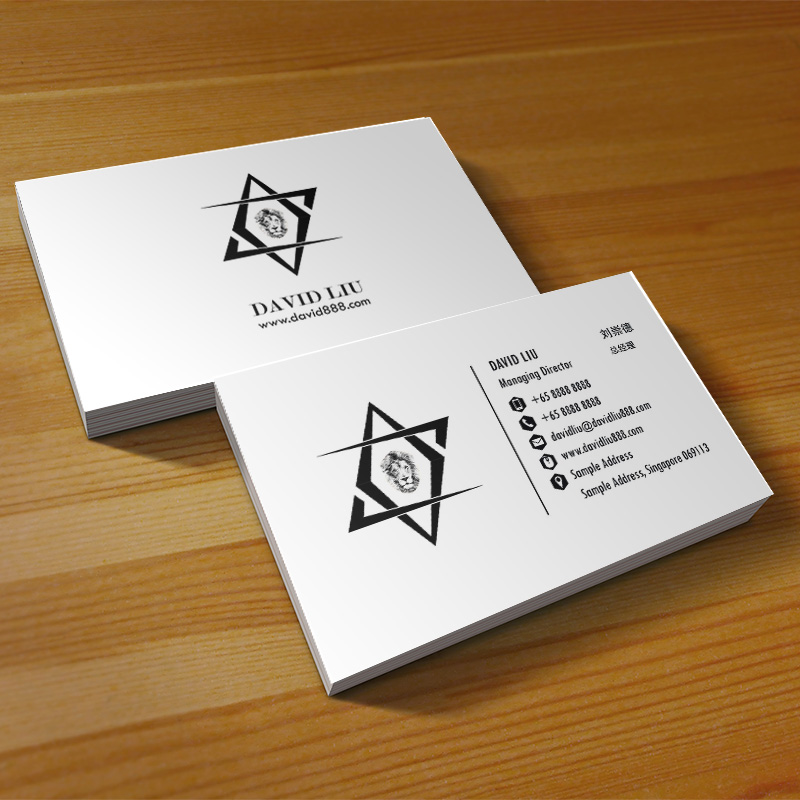 DAVID LIU
www.david888.com
DAVID LIU
刘崇德
Managing Director
总经理
+65 8888 8888
+65 8888 8888
davidliu@davidliu888.com
www.davidliu888.com
Sample Address
Sample Address, Singapore 069113